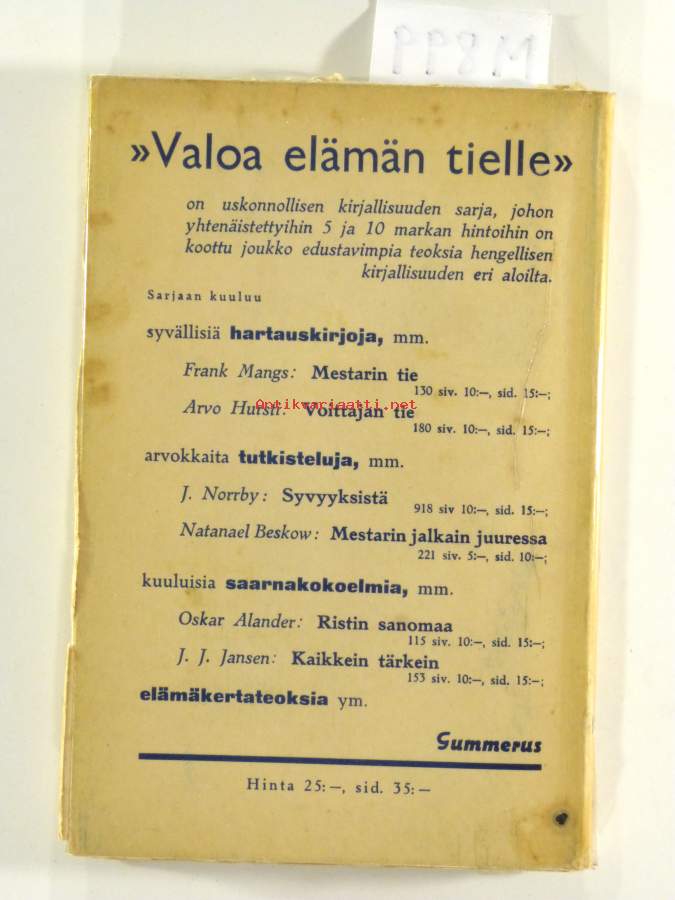 M899
»Valoa elämän tielle»
on uskonnollisen kirjallisuuden sarja, johon
yhtenäistettyihin 5 ja 10 markan hintoihin on
koottu joukko edustavimpia teoksia hengellisen
kirjallisuuden eri aloilta.
Sarjaan kuuluu
syvällisiä hartauskirjoja, mm.
Frank Mangs: Mestarin tie
130 siv. 10:—, sid. 15:—;
Antikvariaatti.net
Arvo Voittajan tie
180 siv. 10:—, sid. 15:—;
arvokkaita tutkisteluja, mm.
J. Norrby: Syvyyksistä
918 siv 10:—, sid. 15:—;
Natanael Beskow: Mestarin jalkain juuressa
221 siv. 5:—, sid. 10:—;
kuuluisia saarnakokoelmia, mm.
Oskar Alander: Ristin sanomaa
115 siv. 10:—, sid. 15:—;
J. J. Jansen: Kaikkein tärkein
153 siv. 10:—, sid. 15:—;
elämäkertateoksia ym.
Gummerus
Hinta 25:—, sid. 35:—